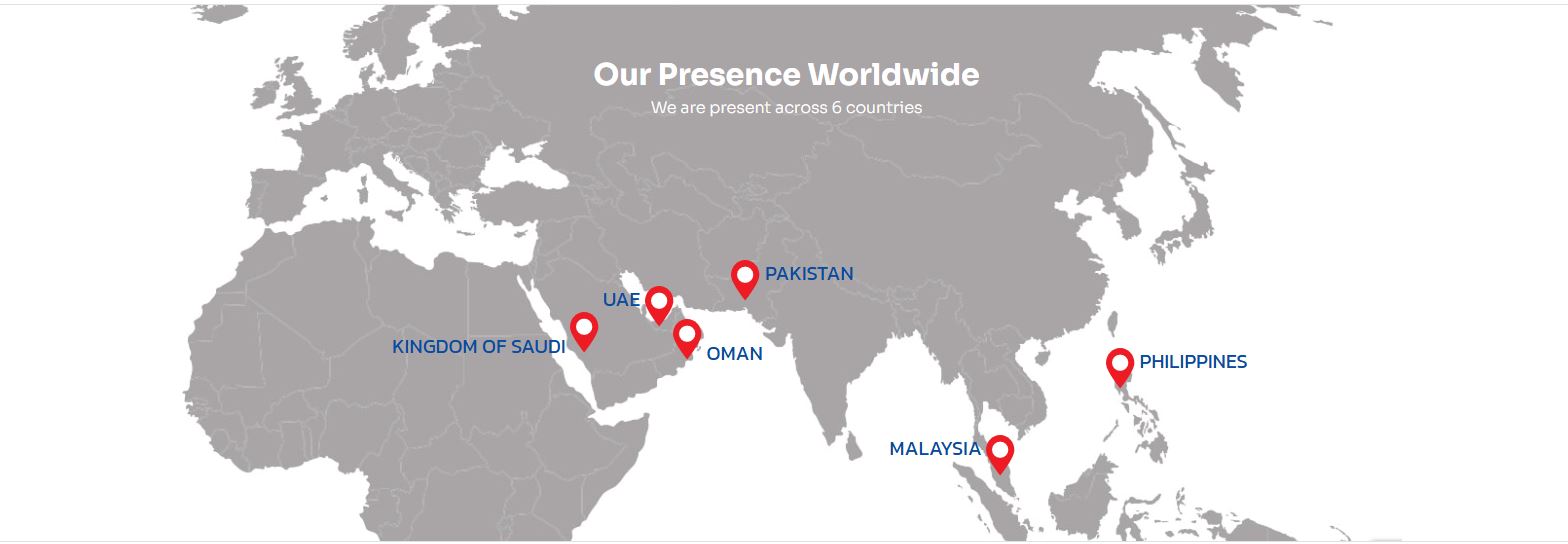 Our Presence Worldwide
We are present across 6 countries
PAKISTAN
UAE
KINGDOM OF SAUDI
OMAN
PHILIPPINES
MALAYSIA